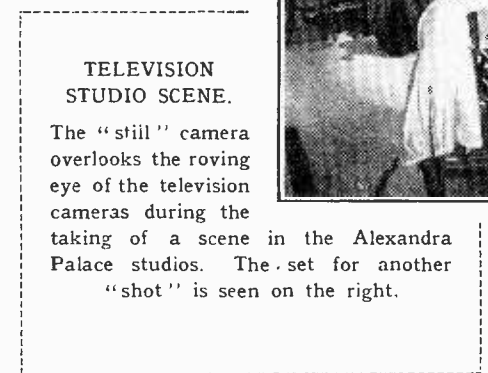 TELEVISION
STUDIO SCENE.
The “still” camera
overlooks the roving
eye of the television
cameras during the
taking of a scene in the Alexandra
Palace studios. The set for another
“shot” is seen on the right.